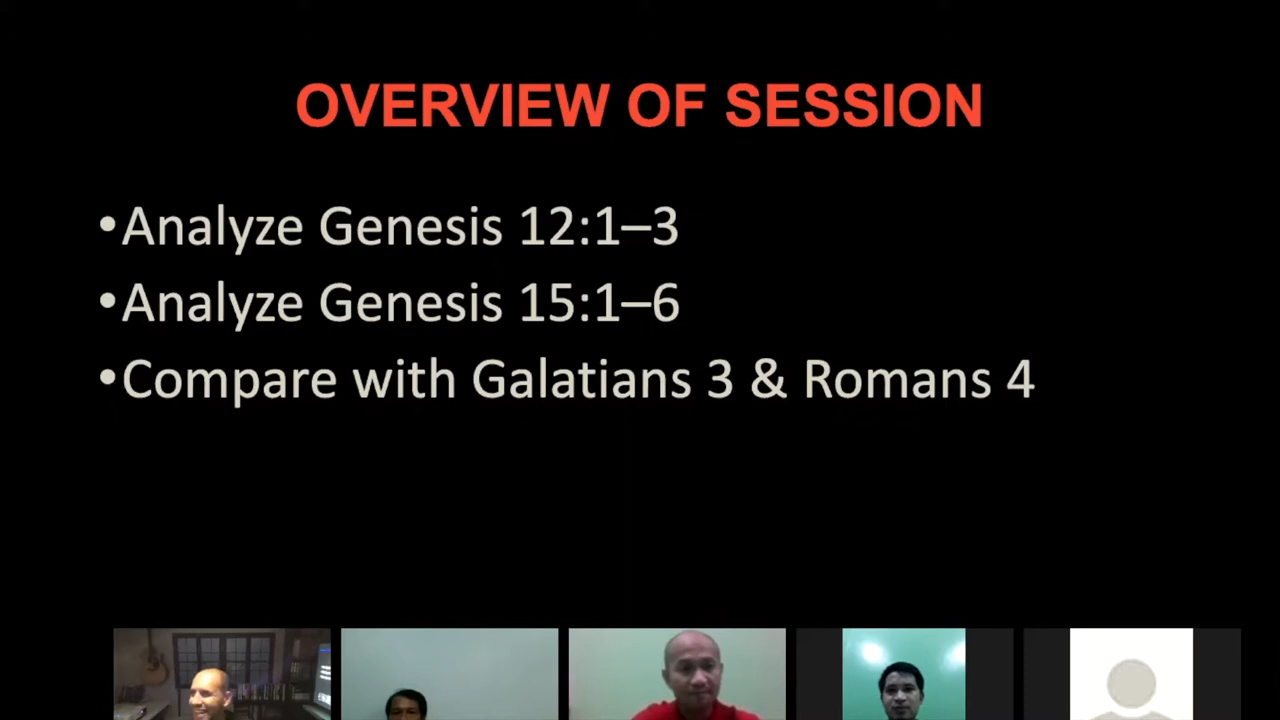 OVERVIEW OF SESSION
•Analyze Genesis 12:1–3
•Analyze Genesis 15:1–6
•Compare with Galatians 3 & Romans 4